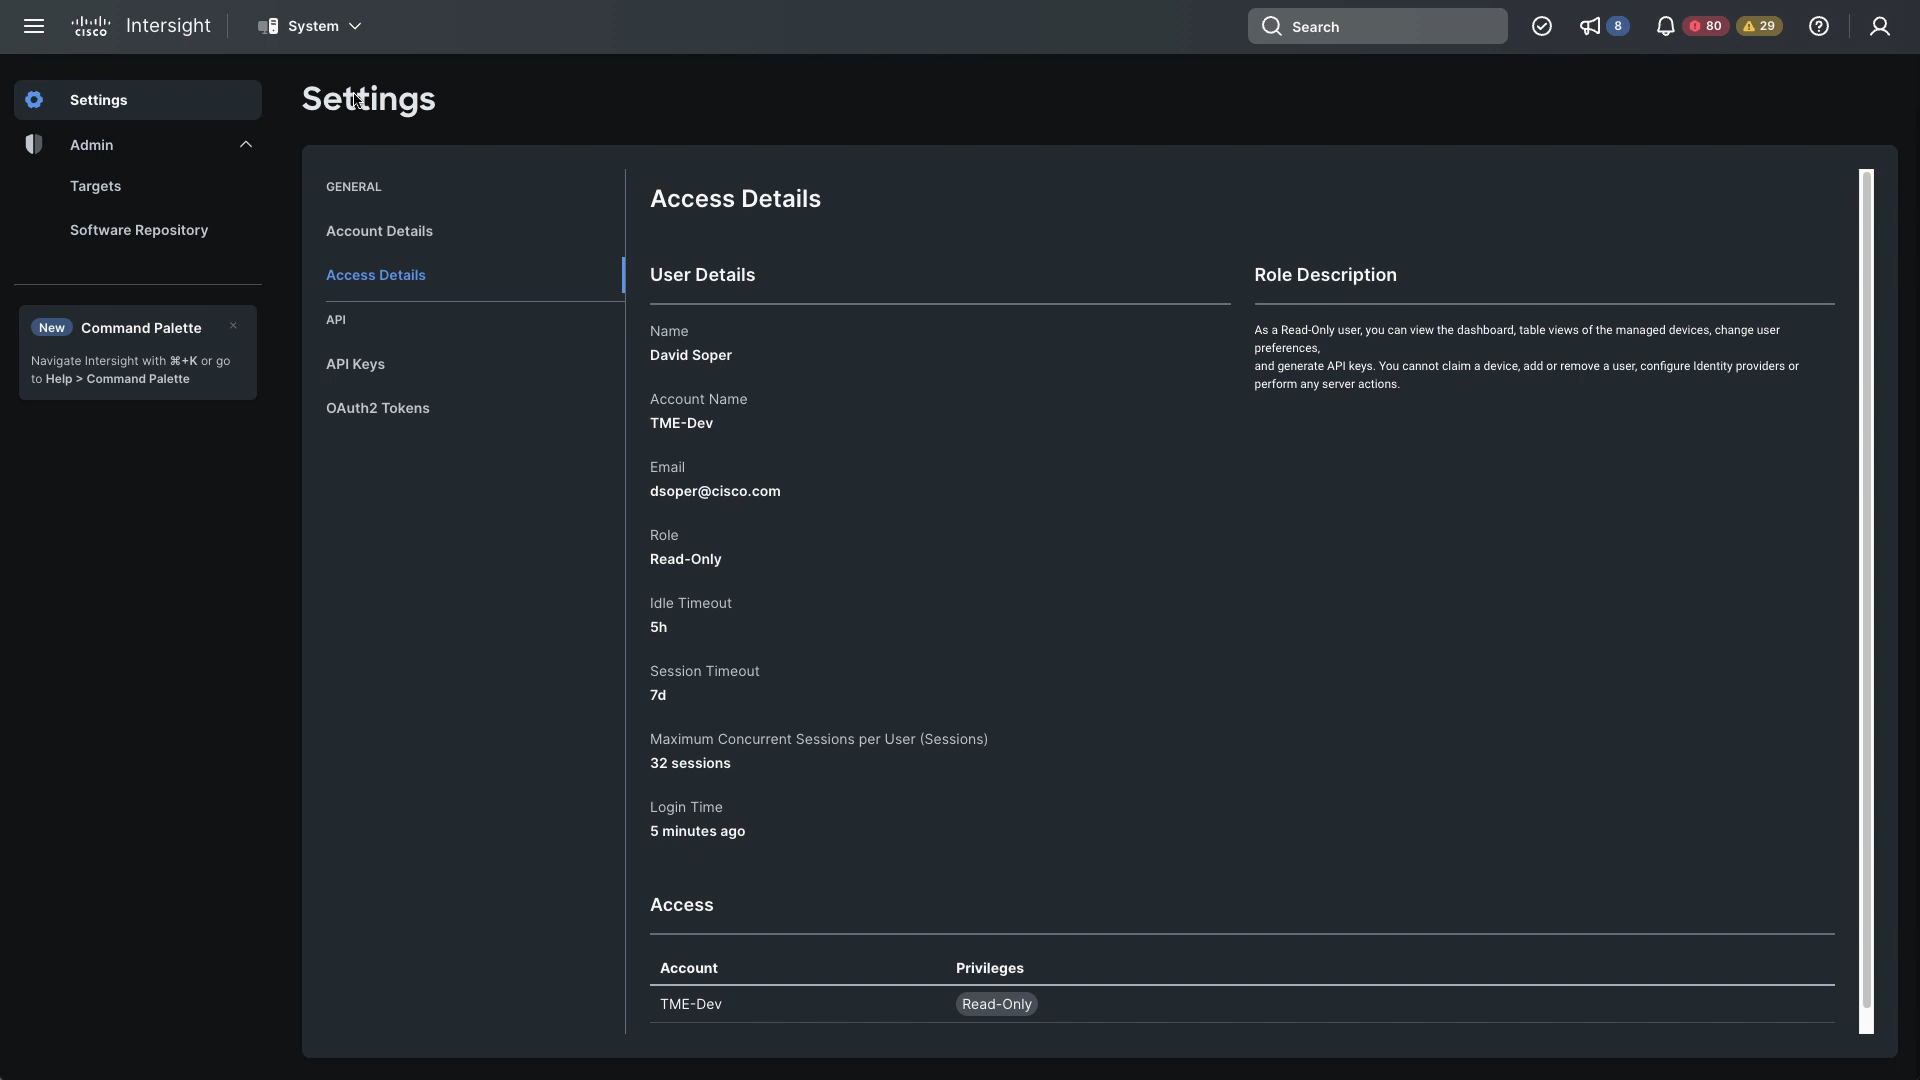 cisco Intersight System Search 8 80 29
Settings
Admin
Targets
Software Repository
New Command Palette ×
Navigate Intersight with ⌘+K or go
to Help > Command Palette
Settings
GENERAL
Account Details
Access Details
API
API Keys
OAuth2 Tokens
Access Details
User Details
Name
David Soper
Account Name
TME-Dev
Email
dsoper@cisco.com
Role
Read-Only
Idle Timeout
5h
Session Timeout
7d
Maximum Concurrent Sessions per User (Sessions)
32 sessions
Login Time
5 minutes ago
Role Description
As a Read-Only user, you can view the dashboard, table views of the managed devices, change user
preferences,
and generate API keys. You cannot claim a device, add or remove a user, configure Identity providers or
perform any server actions.
Access
Account Privileges
TME-Dev Read-Only